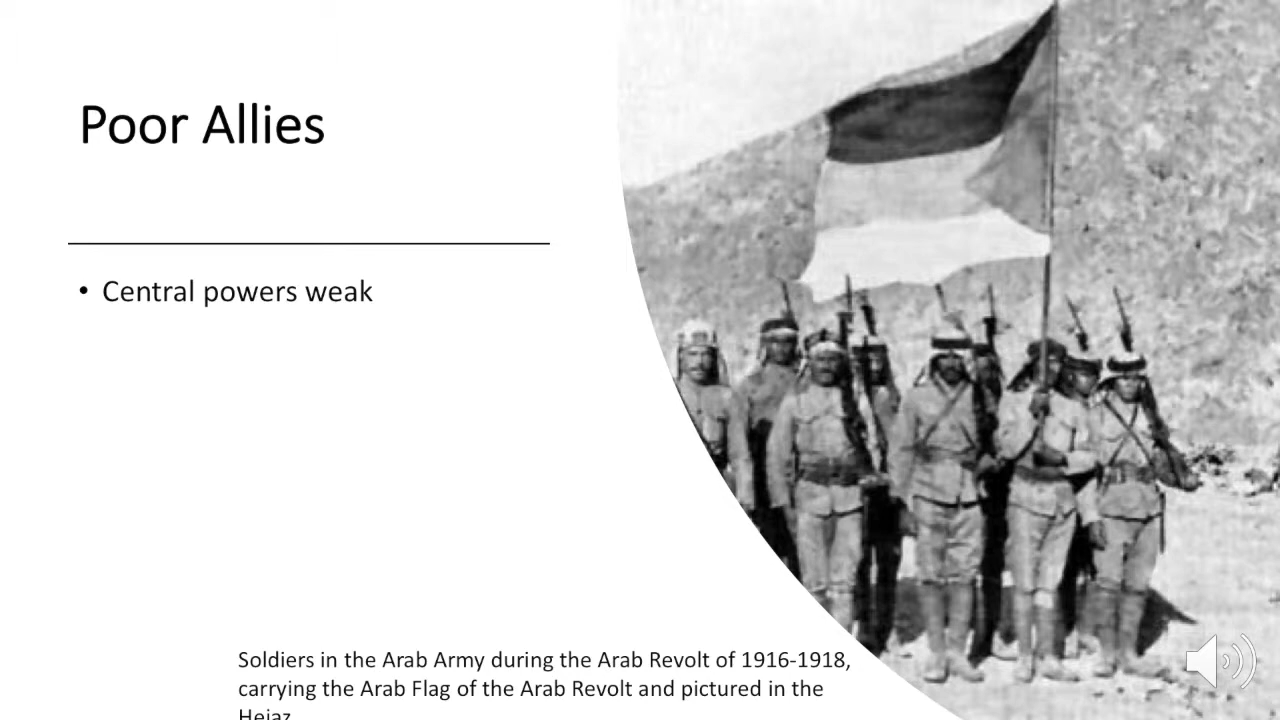 Poor Allies
• Central powers weak
Soldiers in the Arab Army during the Arab Revolt of 1916-1918,
carrying the Arab Flag of the Arab Revolt and pictured in the
Hejaz